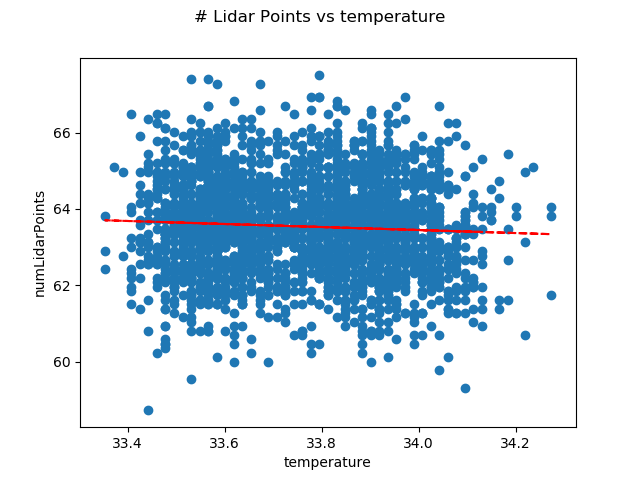 # Lidar Points vs temperature
numLidarPoints
66
64
62
60
33.4 33.6 33.8 34.0 34.2
temperature